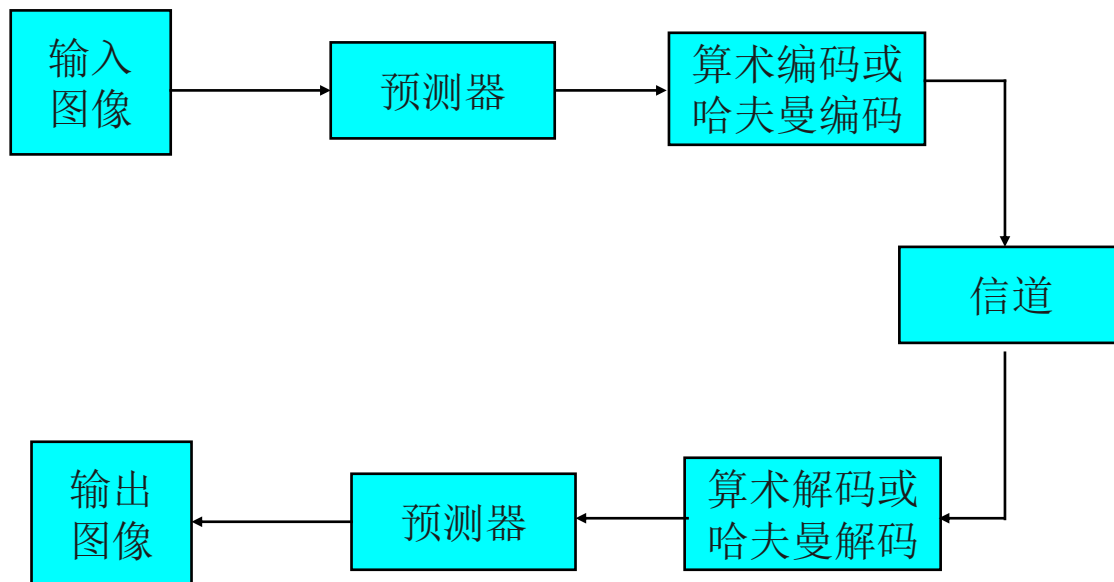 输入
图像
预测器
算术编码或
哈夫曼编码
信道
算术解码或
哈夫曼解码
预测器
输出
图像